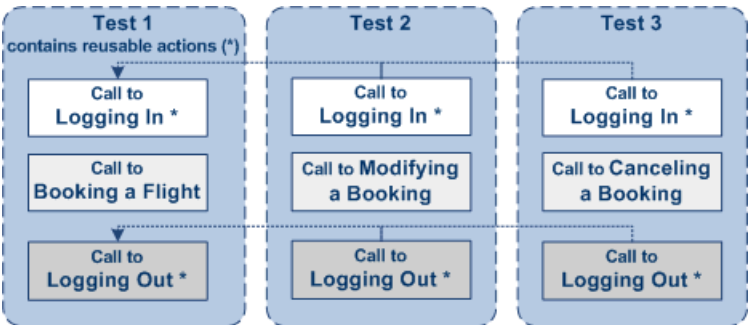 Test 1
contains reusable actions (*)
Call to
Logging In *
Call to
Booking a Flight
Call to
Logging Out *
Test 2
Call to
Logging In *
Call to Modifying
a Booking
Call to
Logging Out *
Test 3
Call to
Logging In *
Call to Canceling
a Booking
Call to
Logging Out *